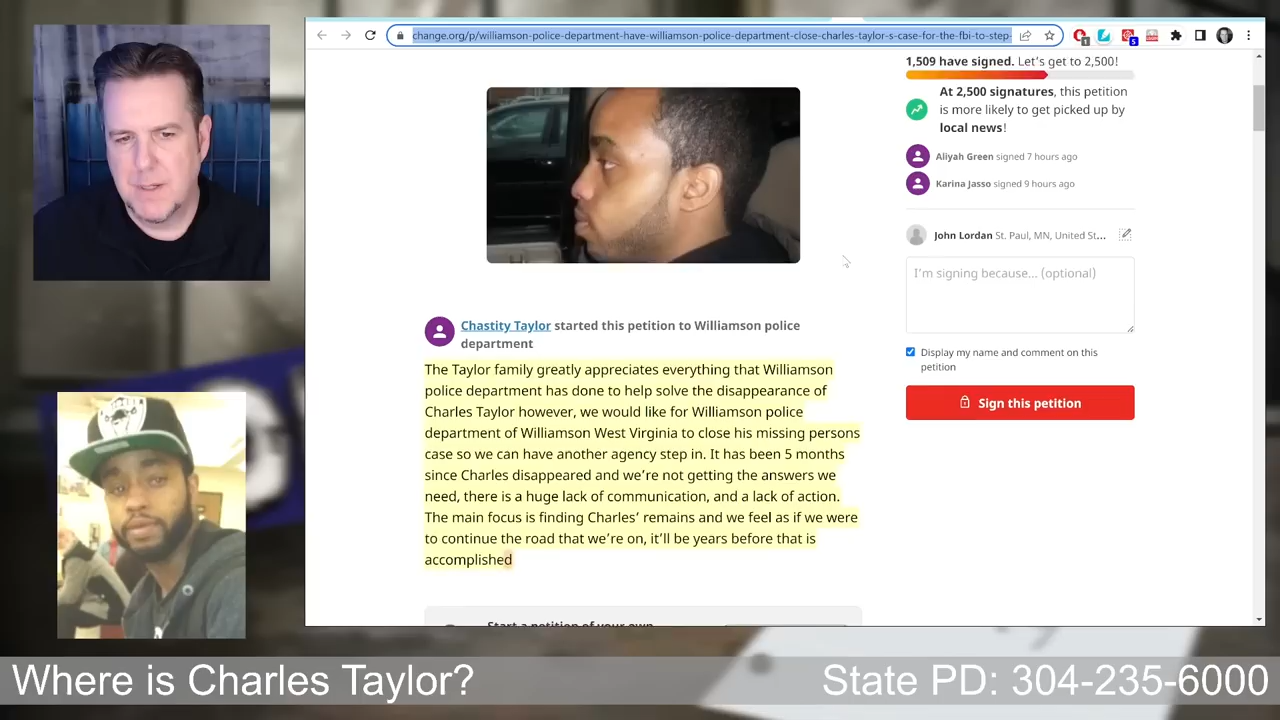 change.org/p/williamson-police-department-have-williamson-police-department-close-charles-taylor-s-case-for-the-fbi-to-step-
1,509 have signed. Let's get to 2,500!
At 2,500 signatures, this petition
is more likely to get picked up by
local news!
Aliyah Green signed 7 hours ago
Karina Jasso signed 9 hours ago
John Lordan St. Paul, MN, United St...
I'm signing because... (optional)
Display my name and comment on this
petition
Sign this petition
Chastity Taylor started this petition to Williamson police
department
The Taylor family greatly appreciates everything that Williamson
police department has done to help solve the disappearance of
Charles Taylor however, we would like for Williamson police
department of Williamson West Virginia to close his missing persons
case so we can have another agency step in. It has been 5 months
since Charles disappeared and we're not getting the answers we
need, there is a huge lack of communication, and a lack of action.
The main focus is finding Charles' remains and we feel as if we were
to continue the road that we're on, it'll be years before that is
accomplished
Start a petition of your own
Where is Charles Taylor?
State PD: 304-235-6000